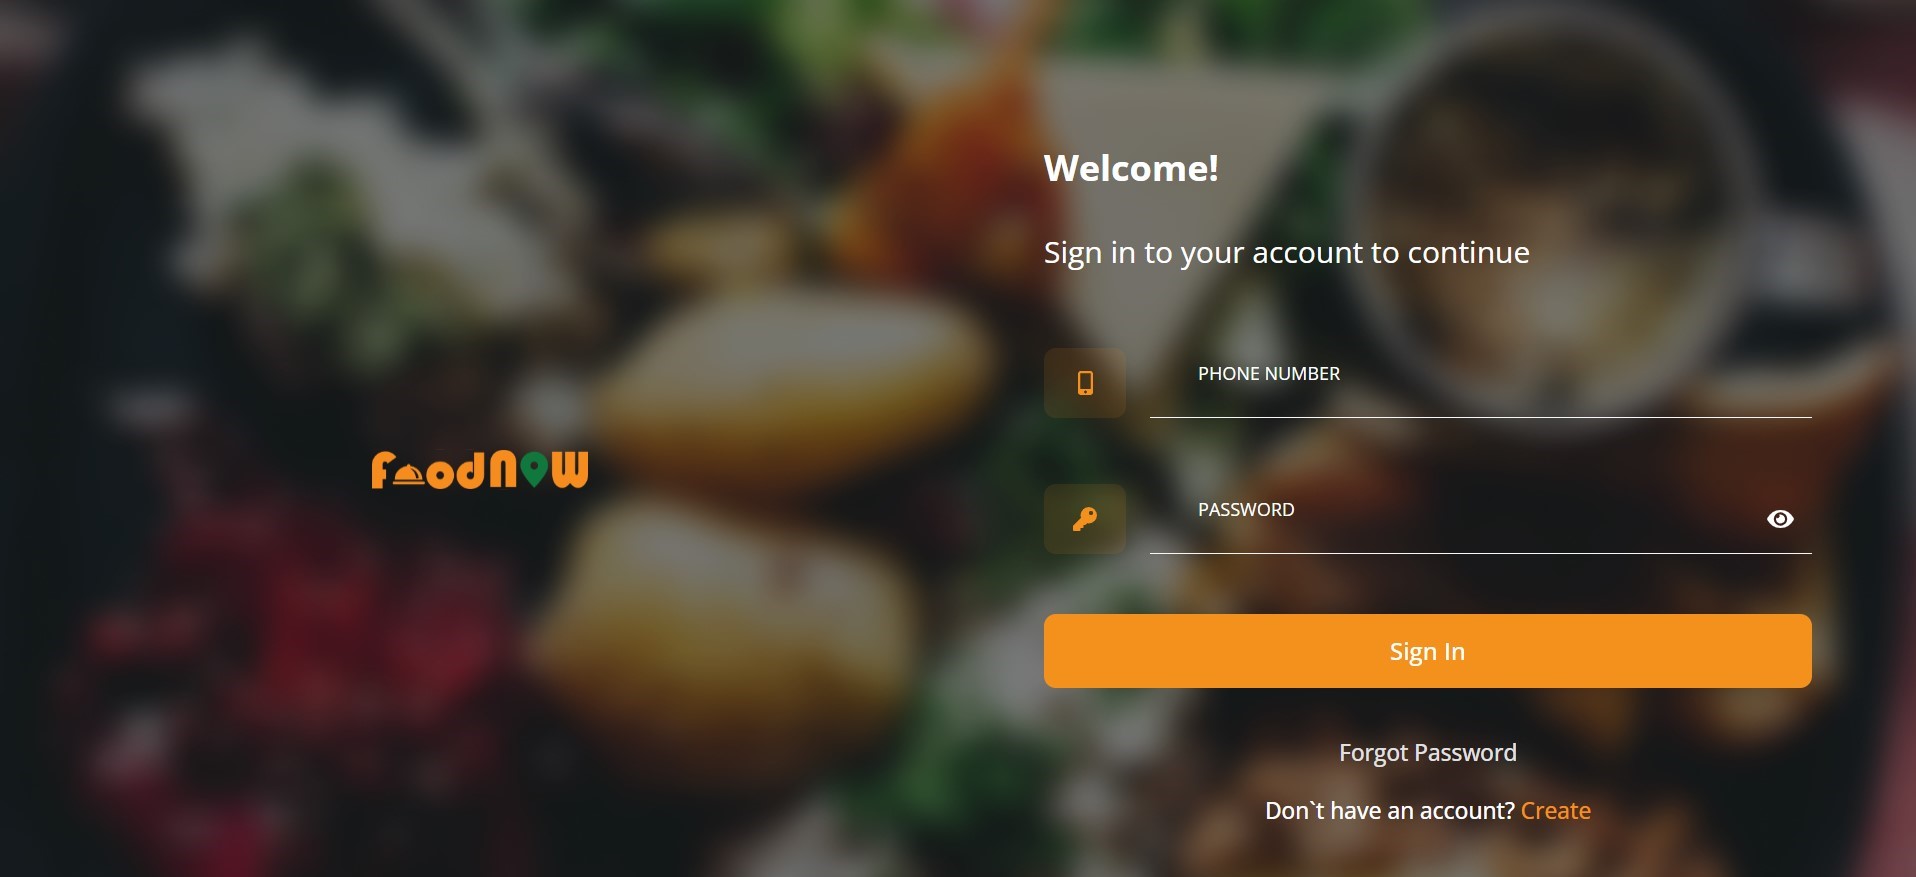 Welcome!
Sign in to your account to continue
PHONE NUMBER
FoodNOW
PASSWORD
Sign In
Forgot Password
Don`t have an account? Create